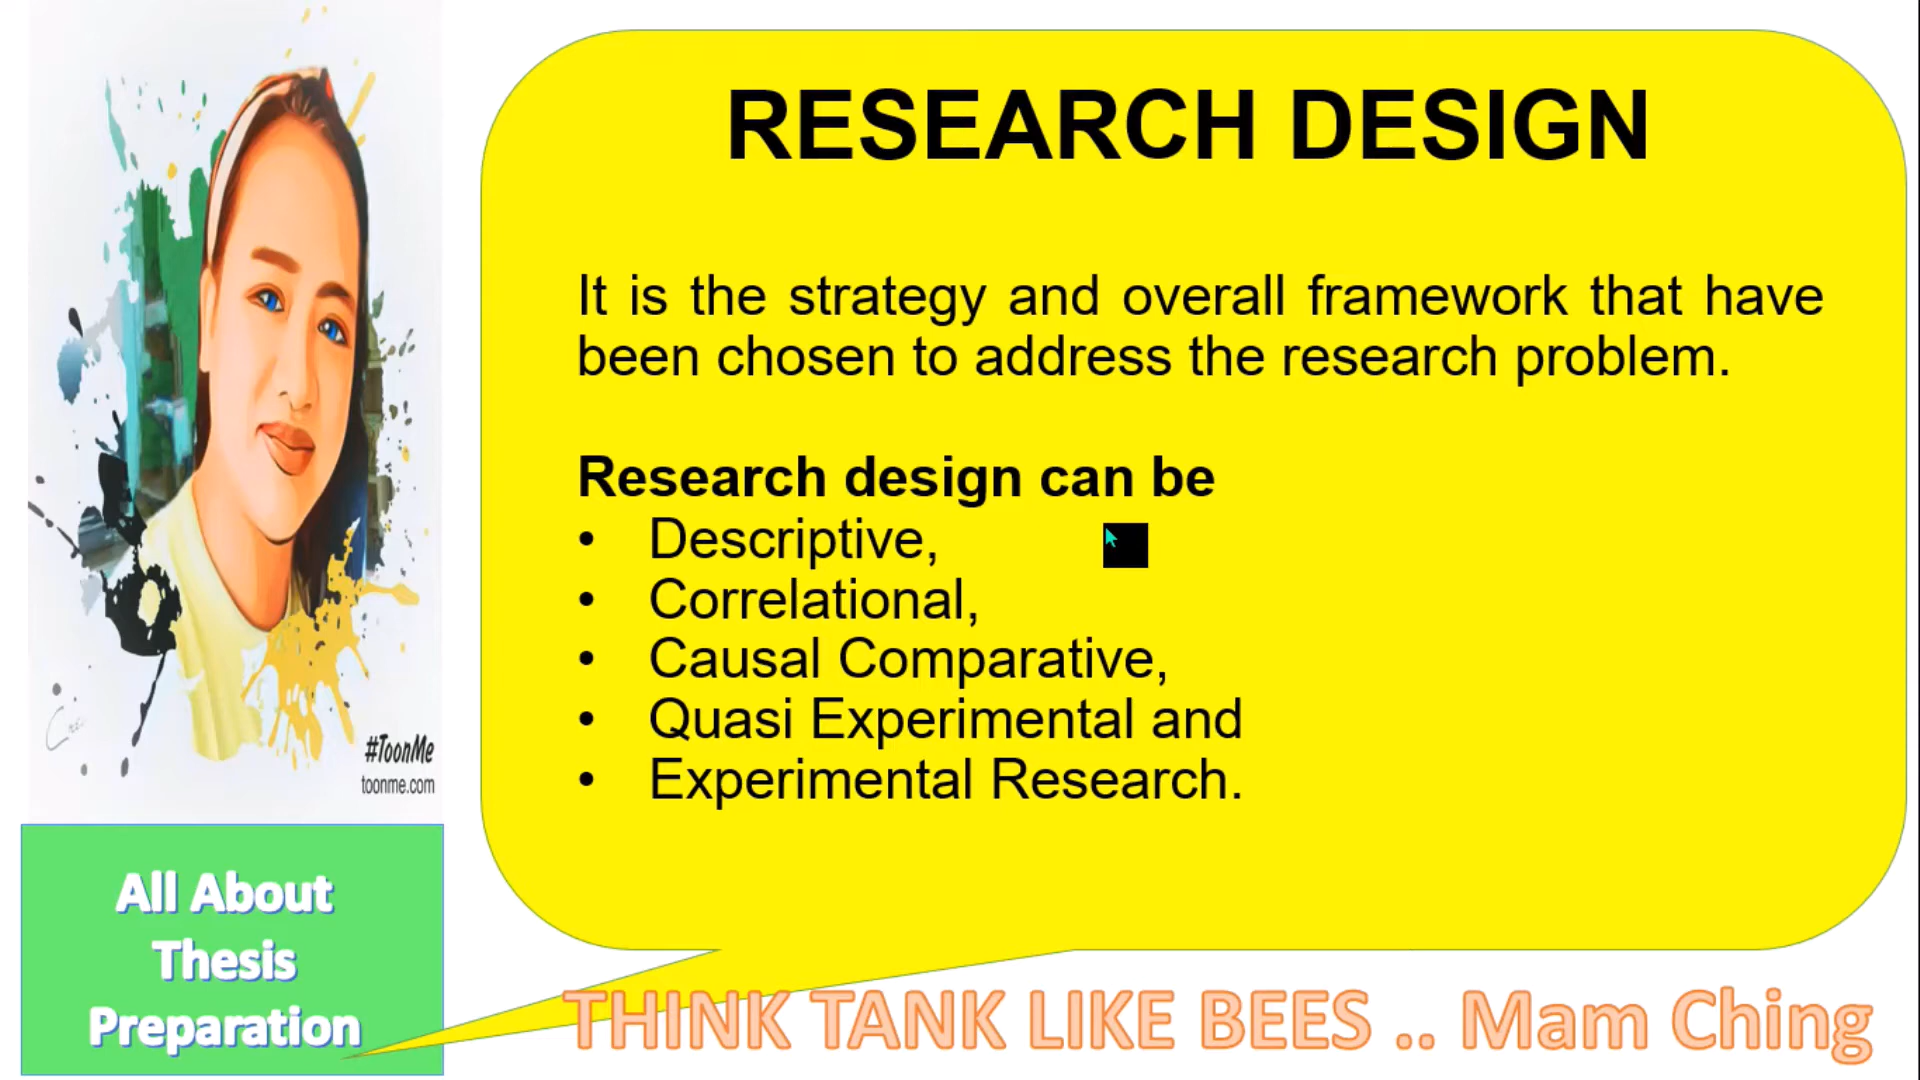 RESEARCH DESIGN
It is the strategy and overall framework that have
been chosen to address the research problem.
Research design can be
• Descriptive,
• Correlational,
• Causal Comparative,
• Quasi Experimental and
• Experimental Research.
#ToonMe
toonme.com
All About
Thesis
Preparation
THINK TANK LIKE BEES .. Mam Ching